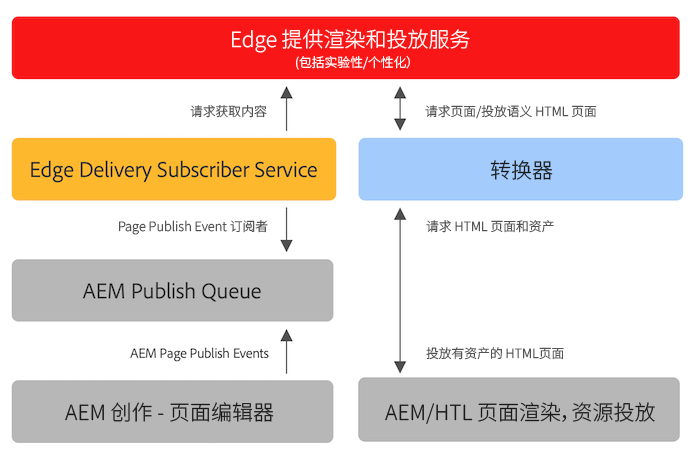 Edge 提供渲染和投放服务
(包括实验性/个性化)
请求获取内容
请求页面/投放语义 HTML 页面
Edge Delivery Subscriber Service
转换器
Page Publish Event 订阅者
请求 HTML 页面和资产
AEM Publish Queue
AEM Page Publish Events
投放有资产的 HTML页面
AEM 创作 - 页面编辑器
AEM/HTL 页面渲染，资源投放